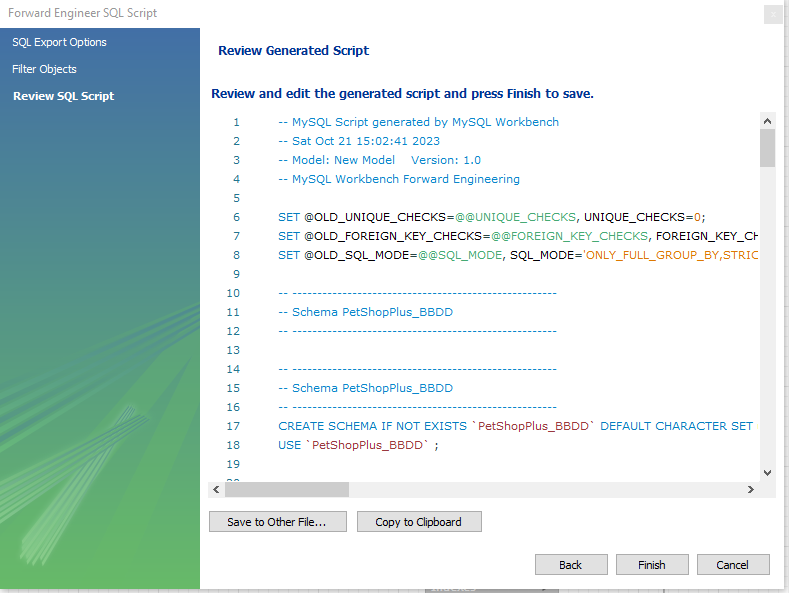 Forward Engineer SQL Script
SQL Export Options
Filter Objects
Review SQL Script
Review Generated Script
Review and edit the generated script and press Finish to save.
1 -- MySQL Script generated by MySQL Workbench
2 -- Sat Oct 21 15:02:41 2023
3 -- Model: New Model    Version: 1.0
4 -- MySQL Workbench Forward Engineering
5
6 SET @OLD_UNIQUE_CHECKS=@@UNIQUE_CHECKS, UNIQUE_CHECKS=0;
7 SET @OLD_FOREIGN_KEY_CHECKS=@@FOREIGN_KEY_CHECKS, FOREIGN_KEY_CH
8 SET @OLD_SQL_MODE=@@SQL_MODE, SQL_MODE='ONLY_FULL_GROUP_BY,STRIC
9
10 -- -----------------------------------------------------
11 -- Schema PetShopPlus_BBDD
12 -- -----------------------------------------------------
13
14 -- -----------------------------------------------------
15 -- Schema PetShopPlus_BBDD
16 -- -----------------------------------------------------
17 CREATE SCHEMA IF NOT EXISTS `PetShopPlus_BBDD` DEFAULT CHARACTER SET
18 USE `PetShopPlus_BBDD` ;
19
Save to Other File...
Copy to Clipboard
Back
Finish
Cancel